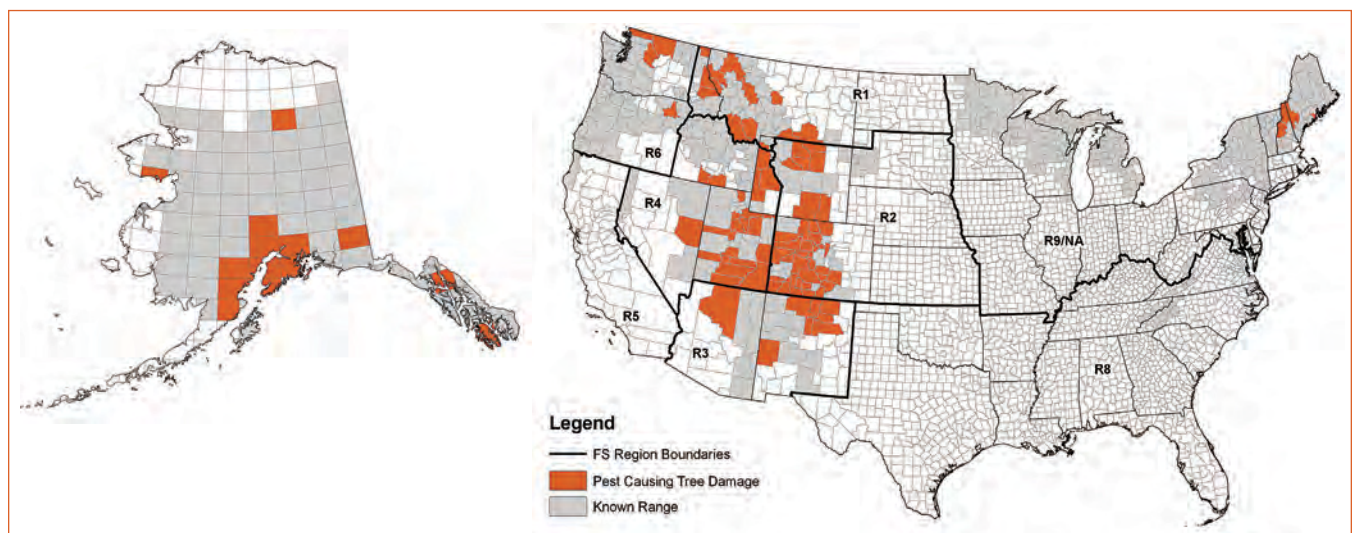 R1
R6
R4
R2
R9/NA
R5
R3
R8
Legend
FS Region Boundaries
Pest Causing Tree Damage
Known Range